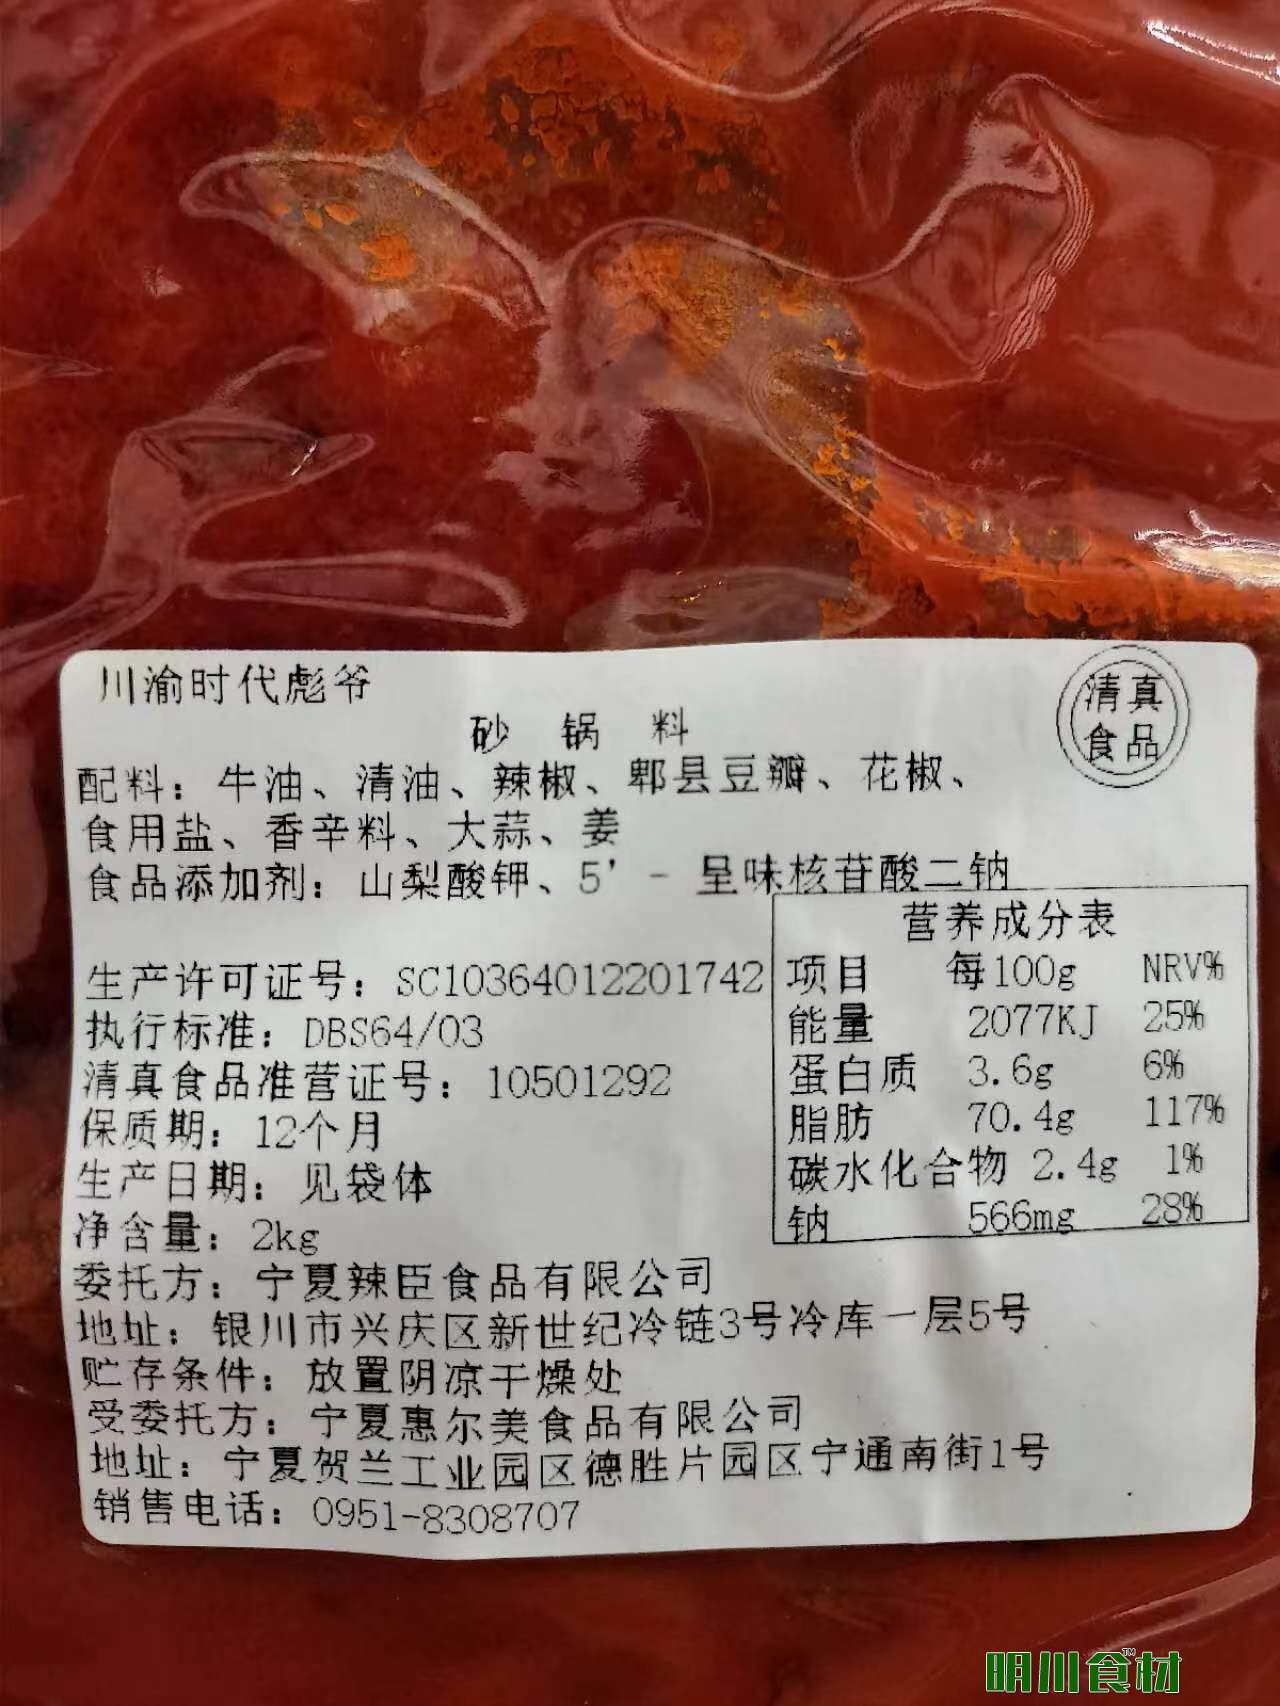 川渝时代彪爷
清真
食品
砂锅料
配料：牛油、清油、辣椒、郫县豆瓣、花椒、
食用盐、香辛料、大蒜、姜
食品添加剂：山梨酸钾、5’-呈味核苷酸二钠
生产许可证号：SC10364012201742
执行标准：DBS64/03
清真食品准营证号：10501292
保质期：12个月
生产日期：见袋体
净含量：2kg
营养成分表
项目 每100g NRV%
能量 2077KJ 25%
蛋白质 3.6g 6%
脂肪 70.4g 117%
碳水化合物 2.4g 1%
钠 566mg 28%
委托方：宁夏辣臣食品有限公司
地址：银川市兴庆区新世纪冷链3号冷库一层5号
贮存条件：放置阴凉干燥处
受委托方：宁夏惠尔美食品有限公司
地址：宁夏贺兰工业园区德胜片园区宁通南街1号
销售电话：0951-8308707
明川食材™